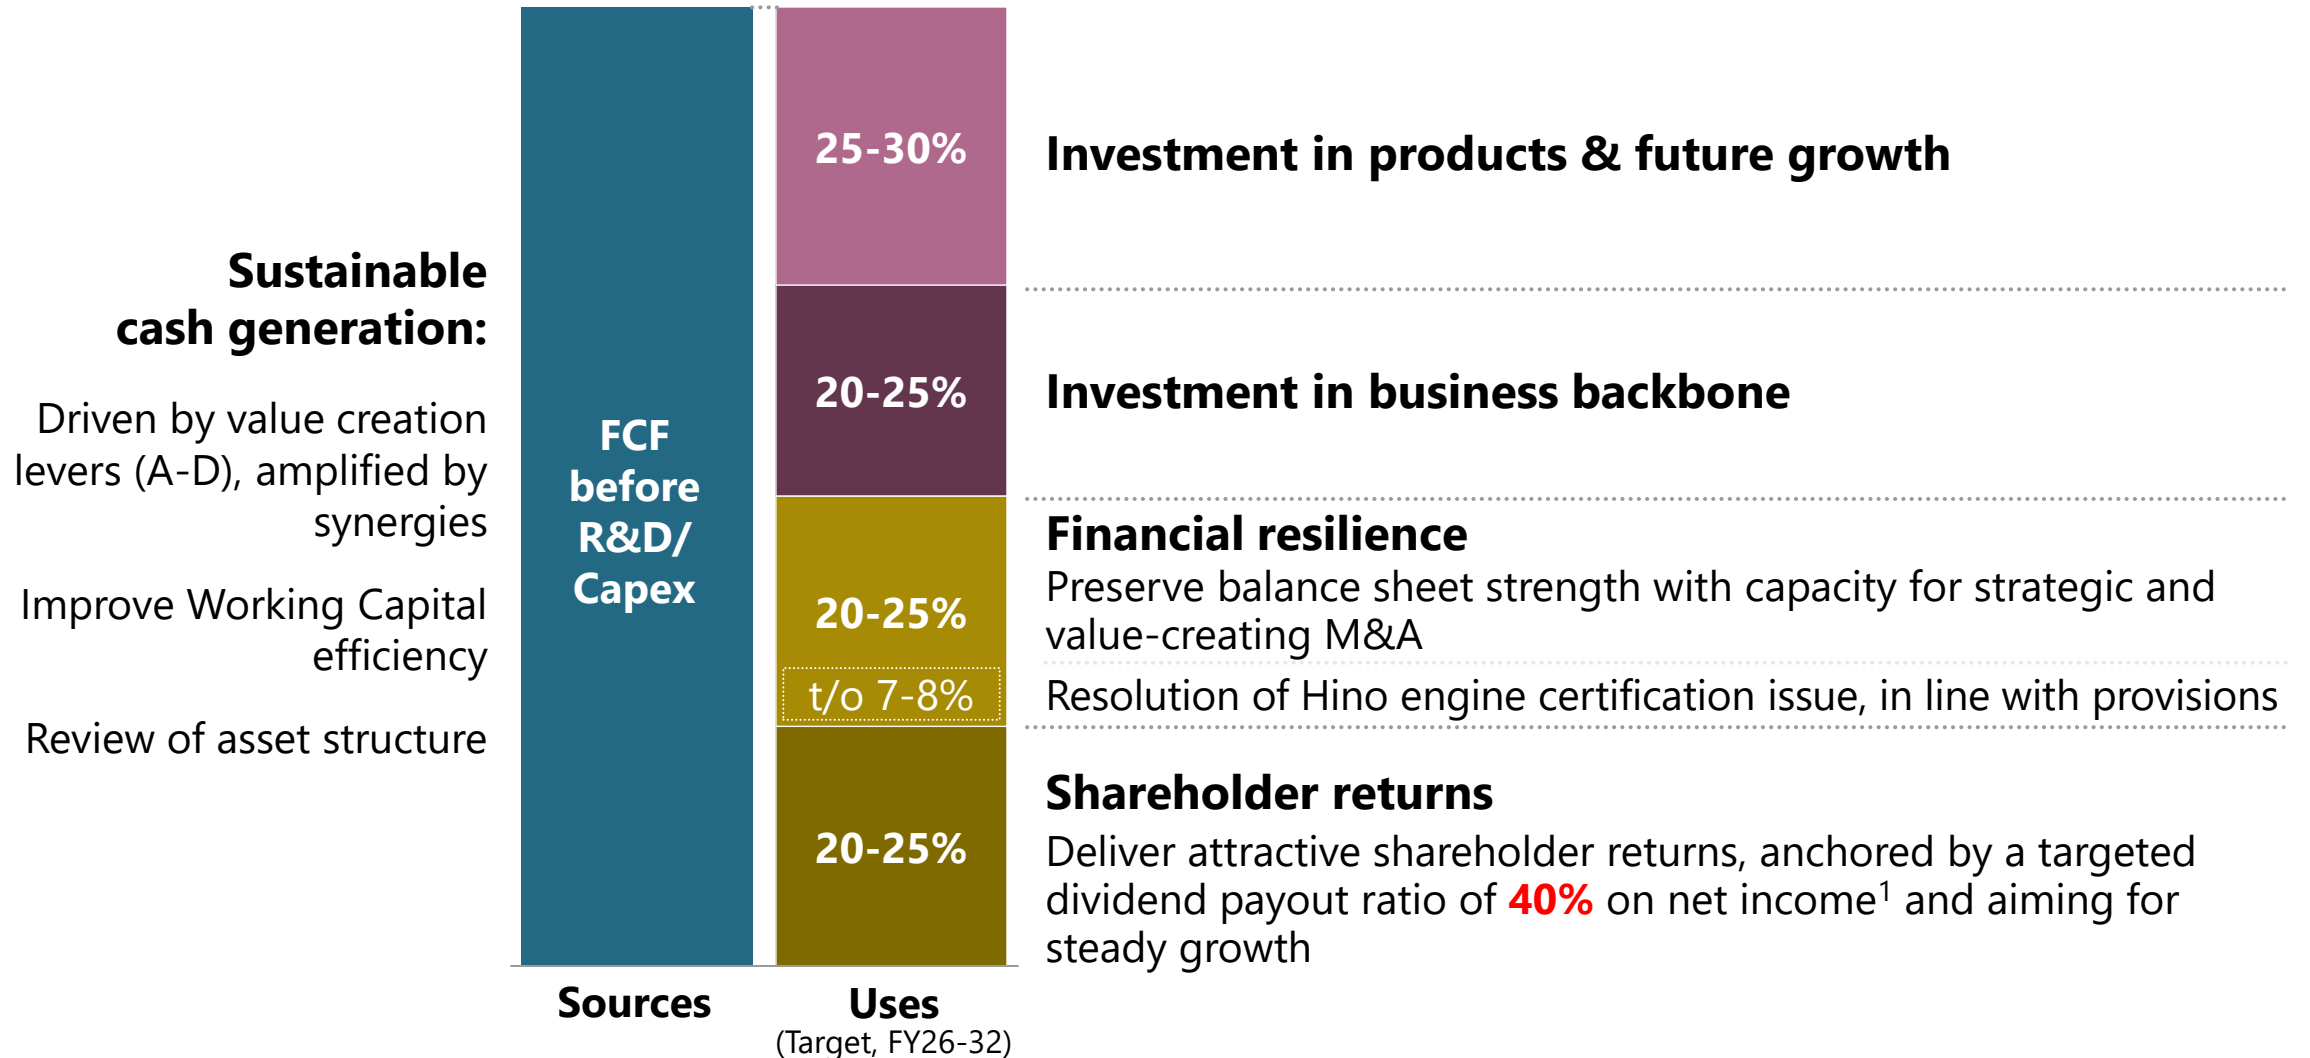 Sustainable
cash generation:
Driven by value creation
levers (A-D), amplified by
synergies
Improve Working Capital
efficiency
Review of asset structure
FCF
before
R&D/
Capex
Sources
25-30%
20-25%
20-25%
t/o 7-8%
20-25%
Uses
(Target, FY26-32)
Investment in products & future growth
Investment in business backbone
Financial resilience
Preserve balance sheet strength with capacity for strategic and
value-creating M&A
Resolution of Hino engine certification issue, in line with provisions
Shareholder returns
Deliver attractive shareholder returns, anchored by a targeted
dividend payout ratio of 40% on net income¹ and aiming for
steady growth